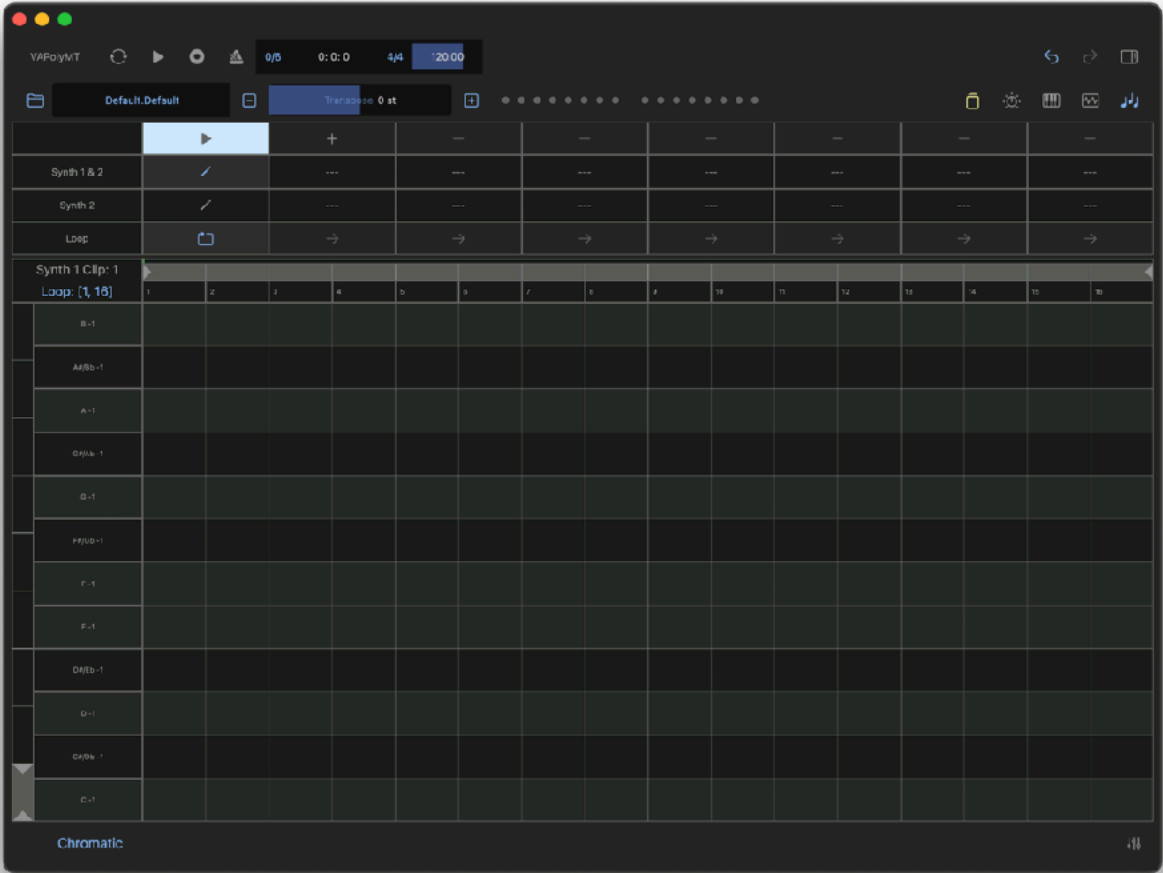 VAPolyMT 0/5 0: 0: 0 4/4 120.00
Default.Default Transpose 0 st
Synth 1 & 2 --- --- --- --- --- --- ---
Synth 2 --- --- --- --- --- --- ---
Loop
Synth 1 Clip: 1
Loop: [1, 16] 1 2 3 4 5 6 7 8 9 10 11 12 13 14 15 16
B -1
A#/Bb -1
A -1
G#/Ab -1
G -1
F#/Gb -1
F -1
E -1
D#/Eb -1
D -1
C#/Db -1
C -1
Chromatic